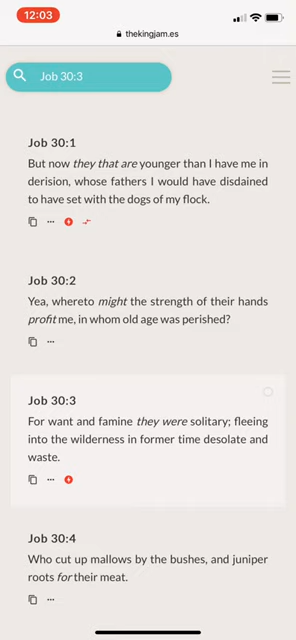 12:03
thekingjam.es
Job 30:3
Job 30:1
But now they that are younger than I have me in
derision, whose fathers I would have disdained
to have set with the dogs of my flock.
Job 30:2
Yea, whereto might the strength of their hands
profit me, in whom old age was perished?
Job 30:3
For want and famine they were solitary; fleeing
into the wilderness in former time desolate and
waste.
Job 30:4
Who cut up mallows by the bushes, and juniper
roots for their meat.